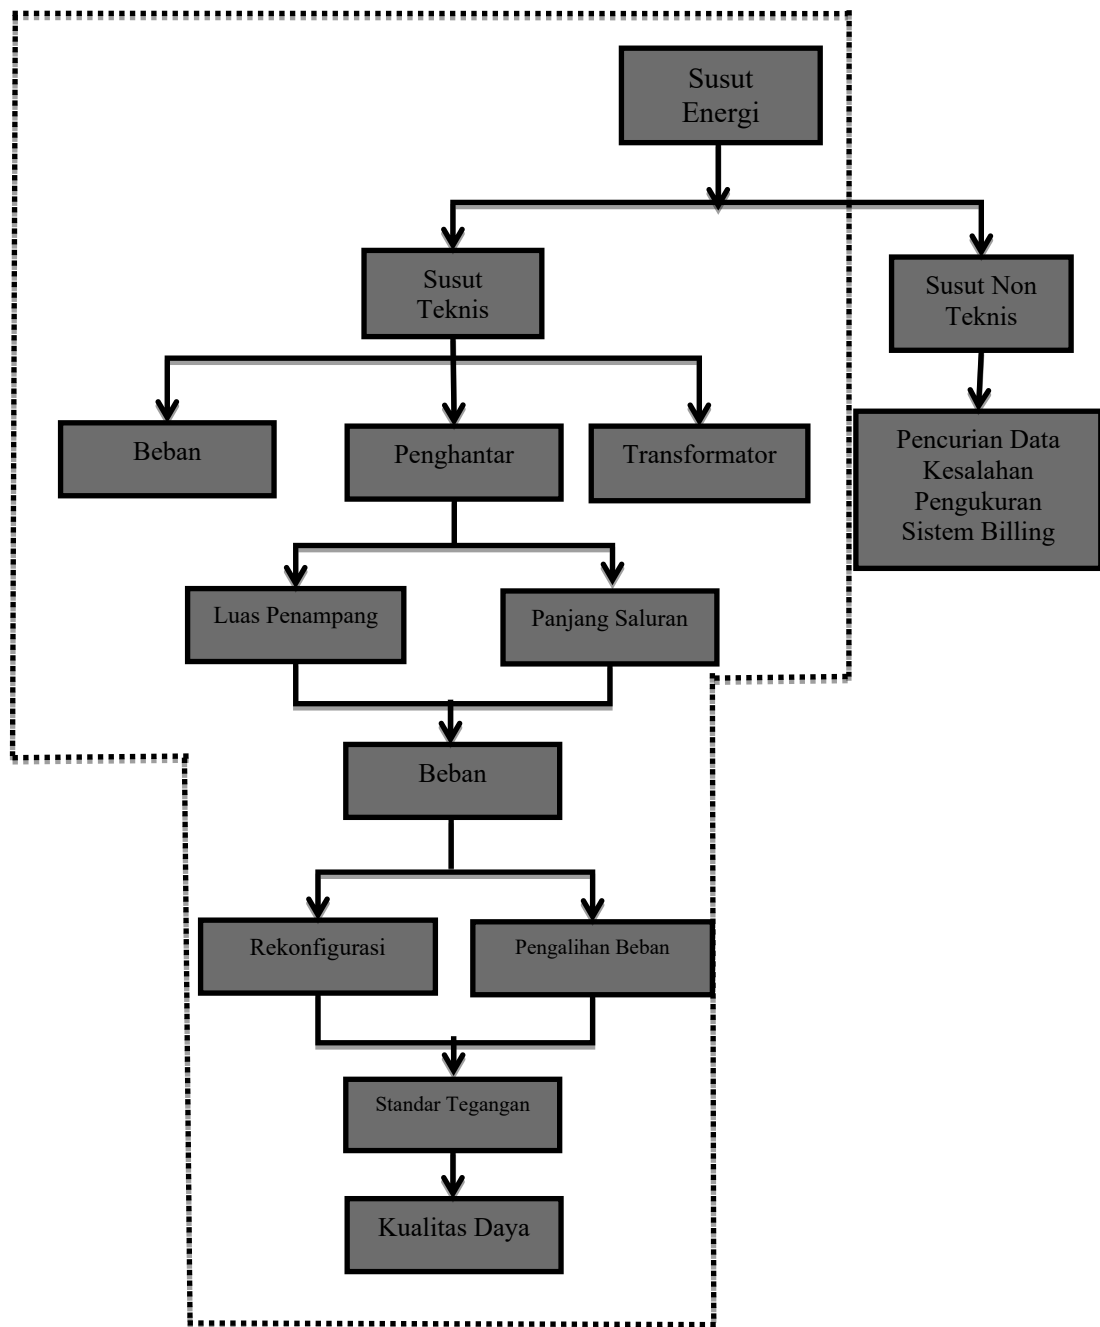 Susut
Energi
Susut
Teknis
Susut Non
Teknis
Beban
Penghantar
Transformator
Pencurian Data
Kesalahan
Pengukuran
Sistem Billing
Luas Penampang
Panjang Saluran
Beban
Rekonfigurasi
Pengalihan Beban
Standar Tegangan
Kualitas Daya